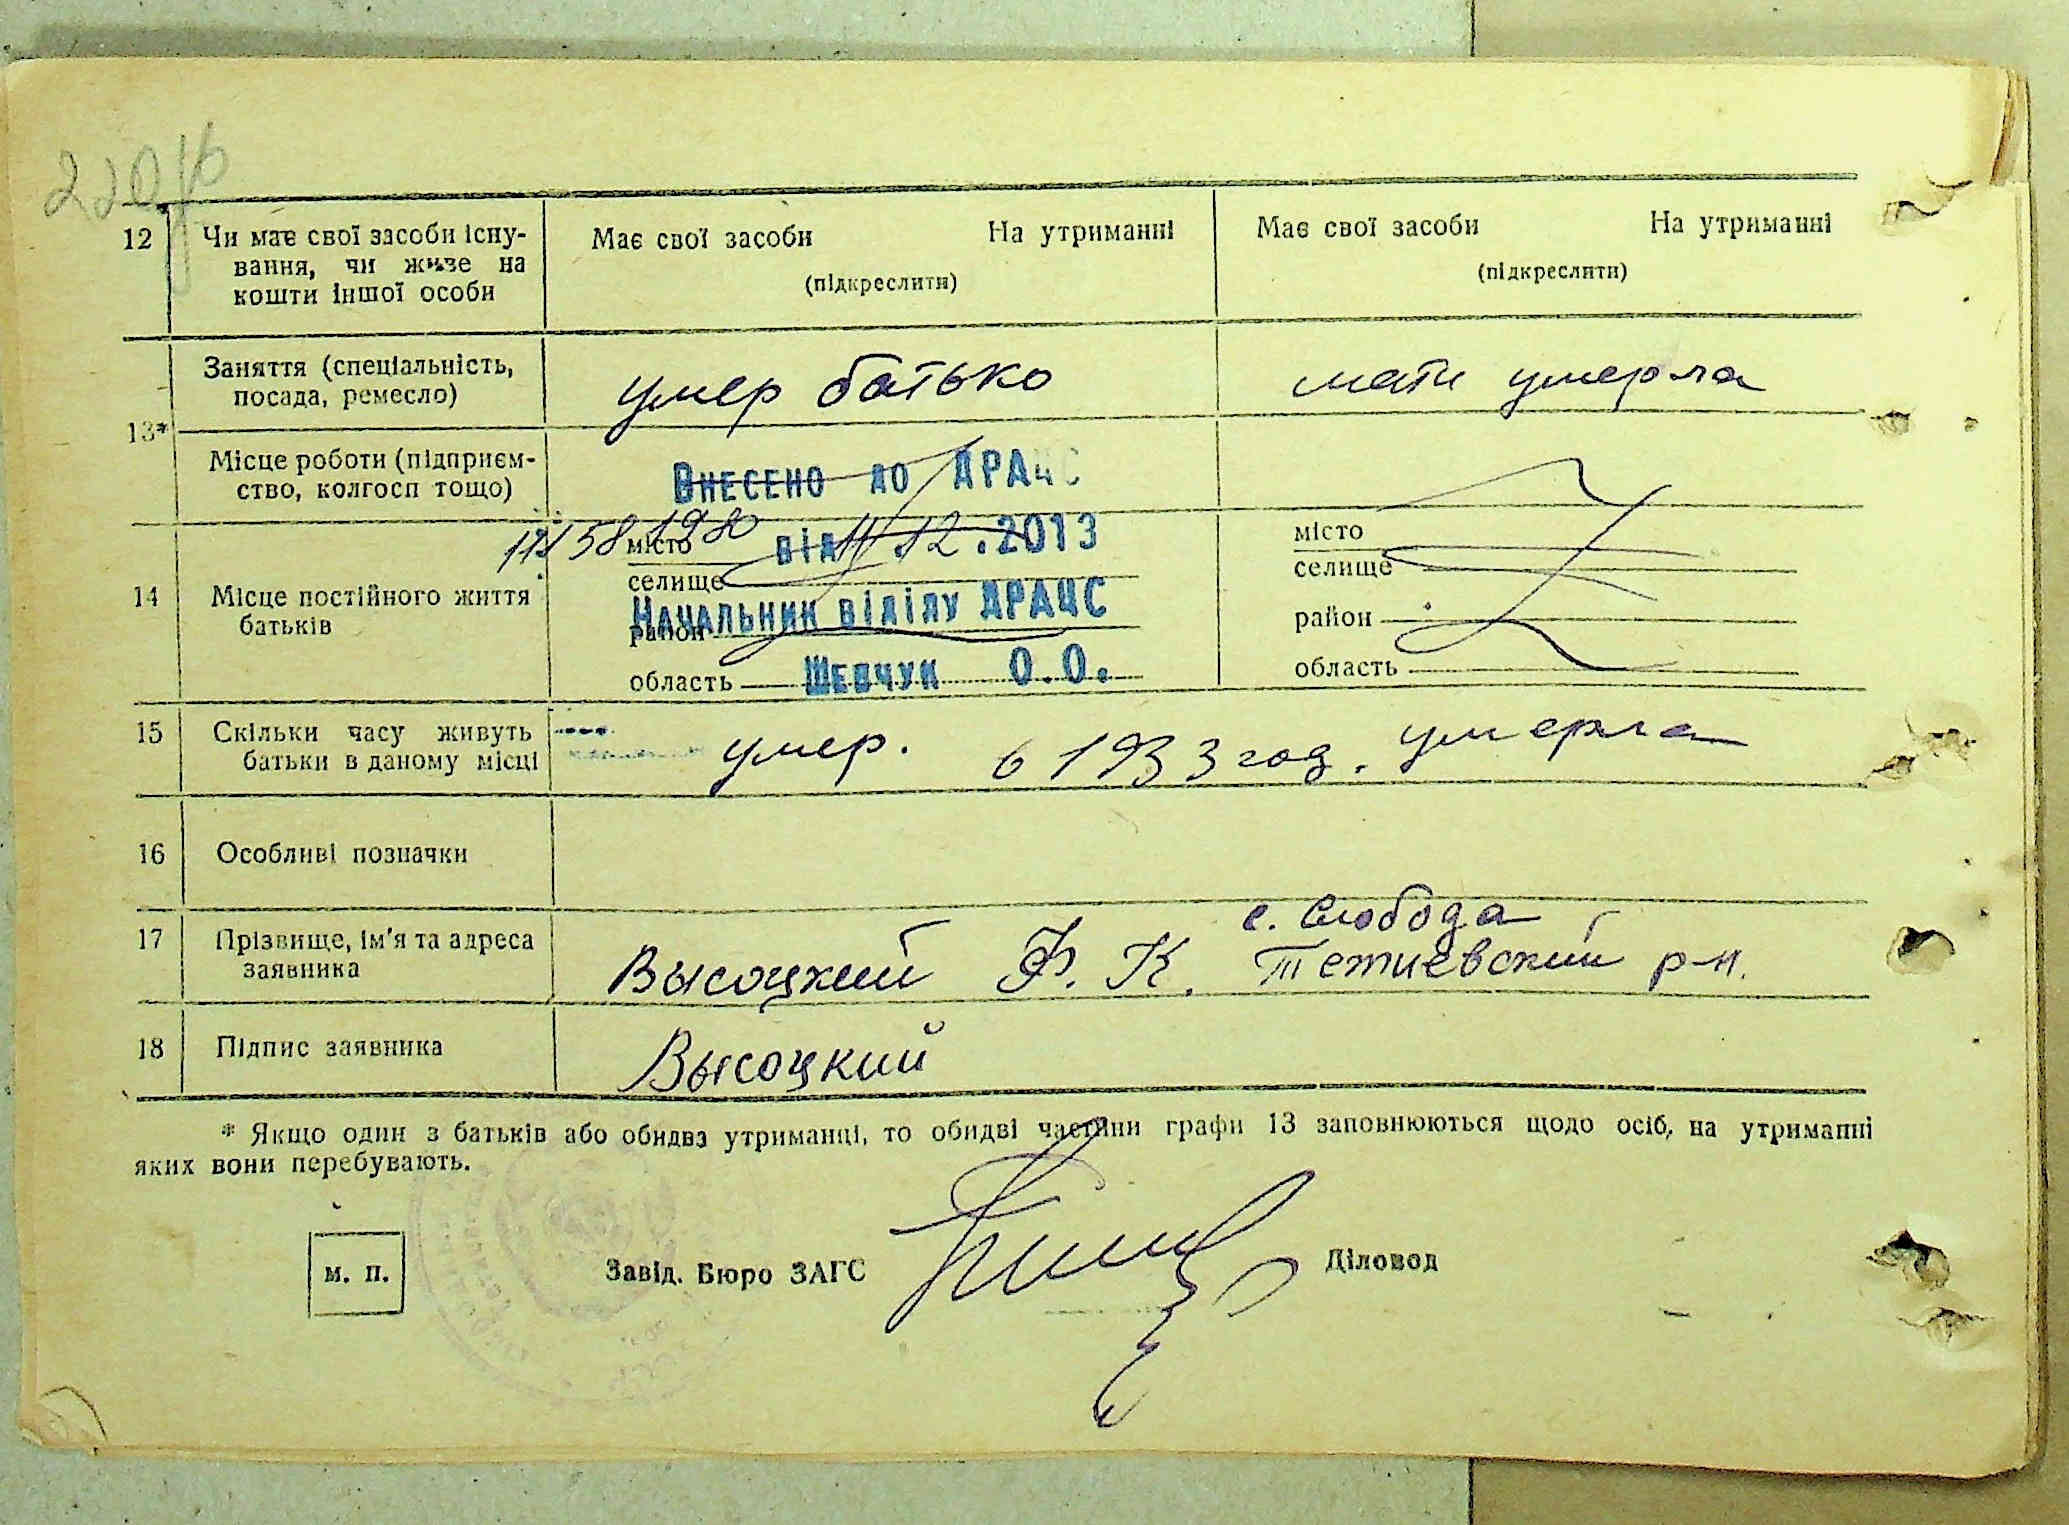 12 Чи має свої засоби існу-
вання, чи живе на
кошти іншої особи
Має свої засоби На утриманні
(підкреслити)
Має свої засоби На утриманні
(підкреслити)
13*
Заняття (спеціальність,
посада, ремесло)
умер батько
мати умерла
Місце роботи (підприєм-
ство, колгосп тощо)
Внесено до ДРАЦС
від 11.12.2013
Начальник відділу ДРАЦС
Шевчук О.О.
14 Місце постійного життя
батьків
місто
селище
район
область
місто
селище
район
область
15 Скільки часу живуть
батьки в даному місці
умер. в 1933 год. умерла
16 Особливі позначки
17 Прізвище, ім'я та адреса
заявника
с. Слобода
Высоцкий Ф. К. Тетиевский р-н.
18 Підпис заявника
Высоцкий
* Якщо один з батьків або обидва утриманці, то обидві частини графи 13 заповнюються щодо осіб, на утриманні
яких вони перебувають.
м. п.
Завід. Бюро ЗАГС
Діловод